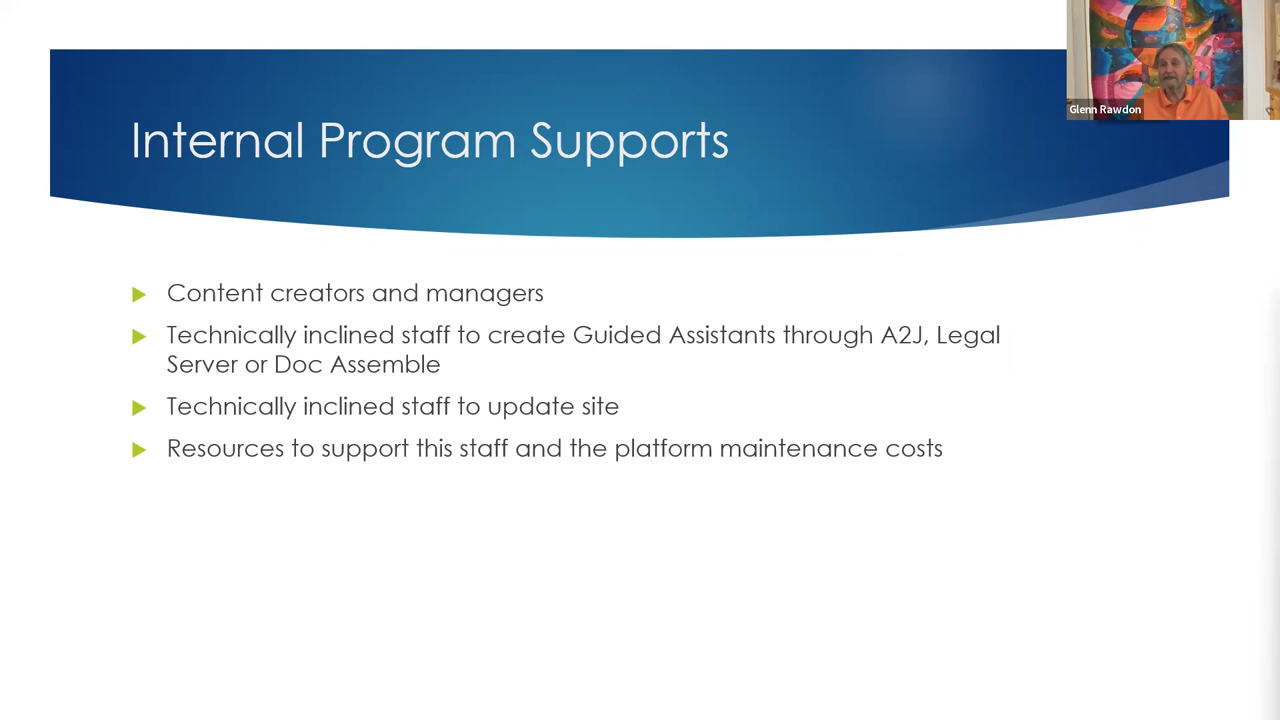 Glenn Rawdon
Internal Program Supports
Content creators and managers
Technically inclined staff to create Guided Assistants through A2J, Legal
Server or Doc Assemble
Technically inclined staff to update site
Resources to support this staff and the platform maintenance costs